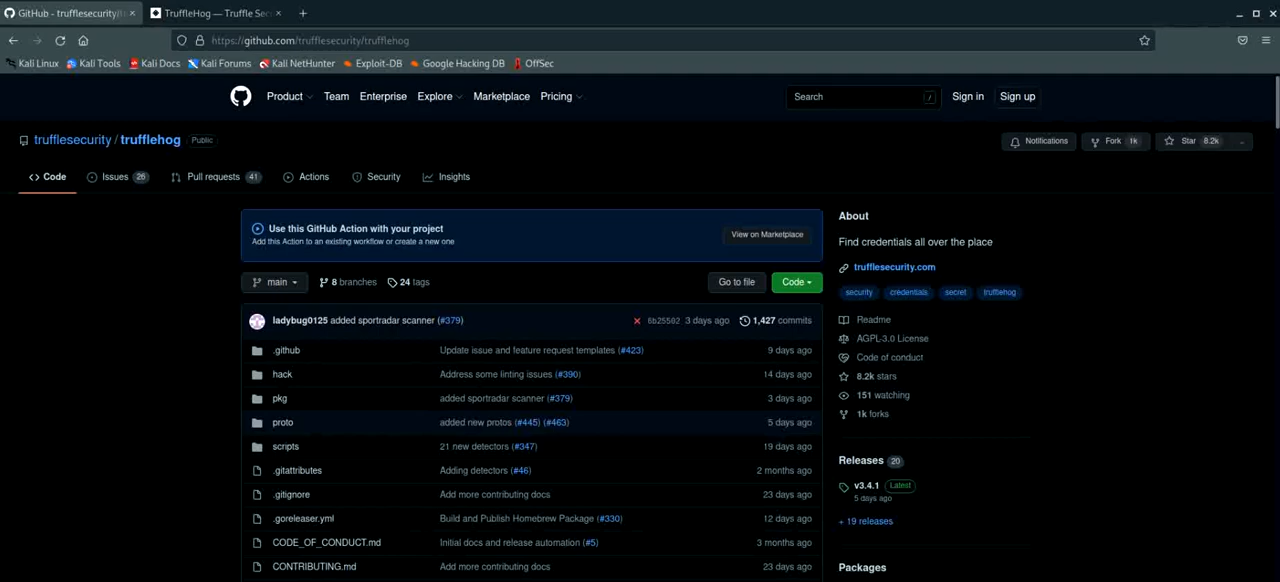 GitHub - trufflesecurity/t
TruffleHog — Truffle Sec
https://github.com/trufflesecurity/trufflehog
Kali Linux Kali Tools Kali Docs Kali Forums Kali NetHunter Exploit-DB Google Hacking DB OffSec
Product Team Enterprise Explore Marketplace Pricing Search / Sign in Sign up
trufflesecurity / trufflehog Public Notifications Fork 1k Star 8.2k
<> Code Issues 26 Pull requests 41 Actions Security Insights
Use this GitHub Action with your project
Add this Action to an existing workflow or create a new one
View on Marketplace
main 8 branches 24 tags Go to file Code
ladybug0125 added sportradar scanner (#379) 6b25502 3 days ago 1,427 commits
.github Update issue and feature request templates (#423) 9 days ago
hack Address some linting issues (#390) 14 days ago
pkg added sportradar scanner (#379) 3 days ago
proto added new protos (#445) (#463) 5 days ago
scripts 21 new detectors (#347) 19 days ago
.gitattributes Adding detectors (#46) 2 months ago
.gitignore Add more contributing docs 23 days ago
.goreleaser.yml Build and Publish Homebrew Package (#330) 12 days ago
CODE_OF_CONDUCT.md Initial docs and release automation (#5) 3 months ago
CONTRIBUTING.md Add more contributing docs 23 days ago
About
Find credentials all over the place
trufflesecurity.com
security credentials secret trufflehog
Readme
AGPL-3.0 License
Code of conduct
8.2k stars
151 watching
1k forks
Releases 20
v3.4.1 Latest
5 days ago
+ 19 releases
Packages